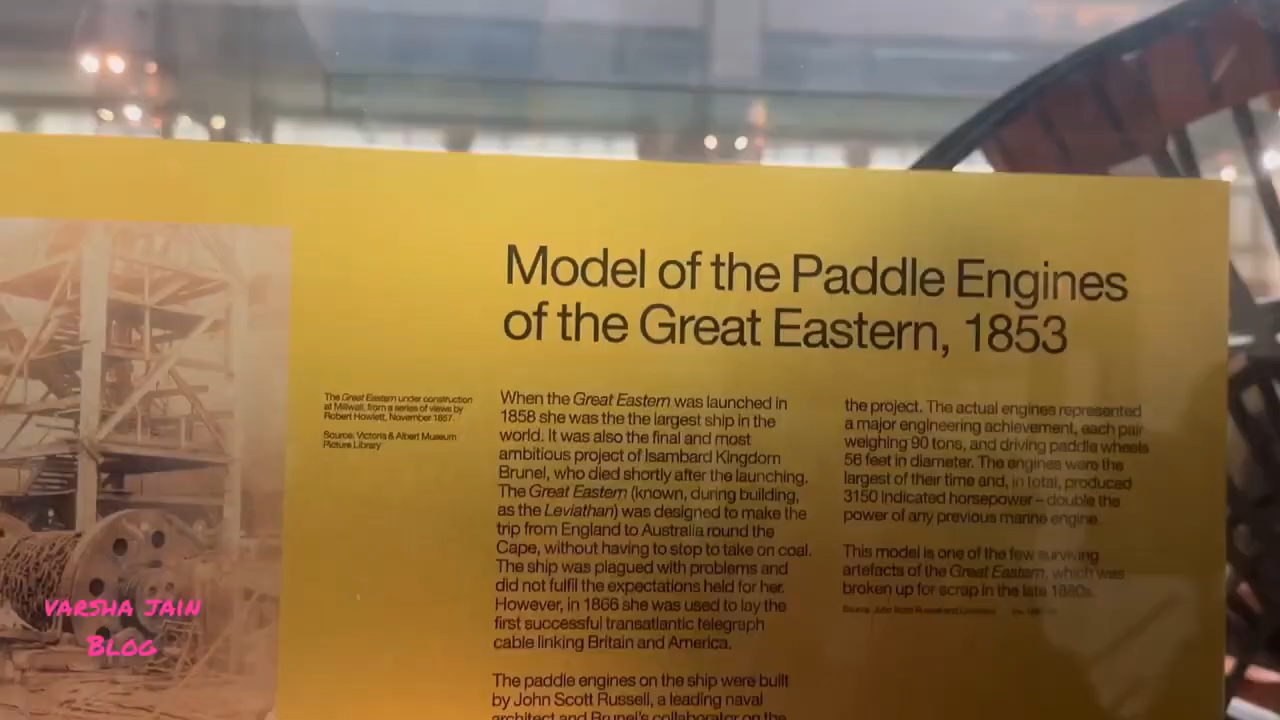 Model of the Paddle Engines
of the Great Eastern, 1853
The Great Eastern under construction
at Millwall, from a series of views by
Robert Howlett, November 1857.
Source: Victoria & Albert Museum
Picture Library
When the Great Eastern was launched in
1858 she was the the largest ship in the
world. It was also the final and most
ambitious project of Isambard Kingdom
Brunel, who died shortly after the launching.
The Great Eastern (known, during building,
as the Leviathan) was designed to make the
trip from England to Australia round the
Cape, without having to stop to take on coal.
The ship was plagued with problems and
did not fulfil the expectations held for her.
However, in 1866 she was used to lay the
first successful transatlantic telegraph
cable linking Britain and America.
The paddle engines on the ship were built
by John Scott Russell, a leading naval
architect and Brunel's collaborator on the
the project. The actual engines represented
a major engineering achievement, each pair
weighing 90 tons, and driving paddle wheels
56 feet in diameter. The engines were the
largest of their time and, in total, produced
3150 indicated horsepower – double the
power of any previous marine engine.
This model is one of the few surviving
artefacts of the Great Eastern, which was
broken up for scrap in the late 1880s.
Source: John Scott Russell and
VARSHA JAIN
BLOG